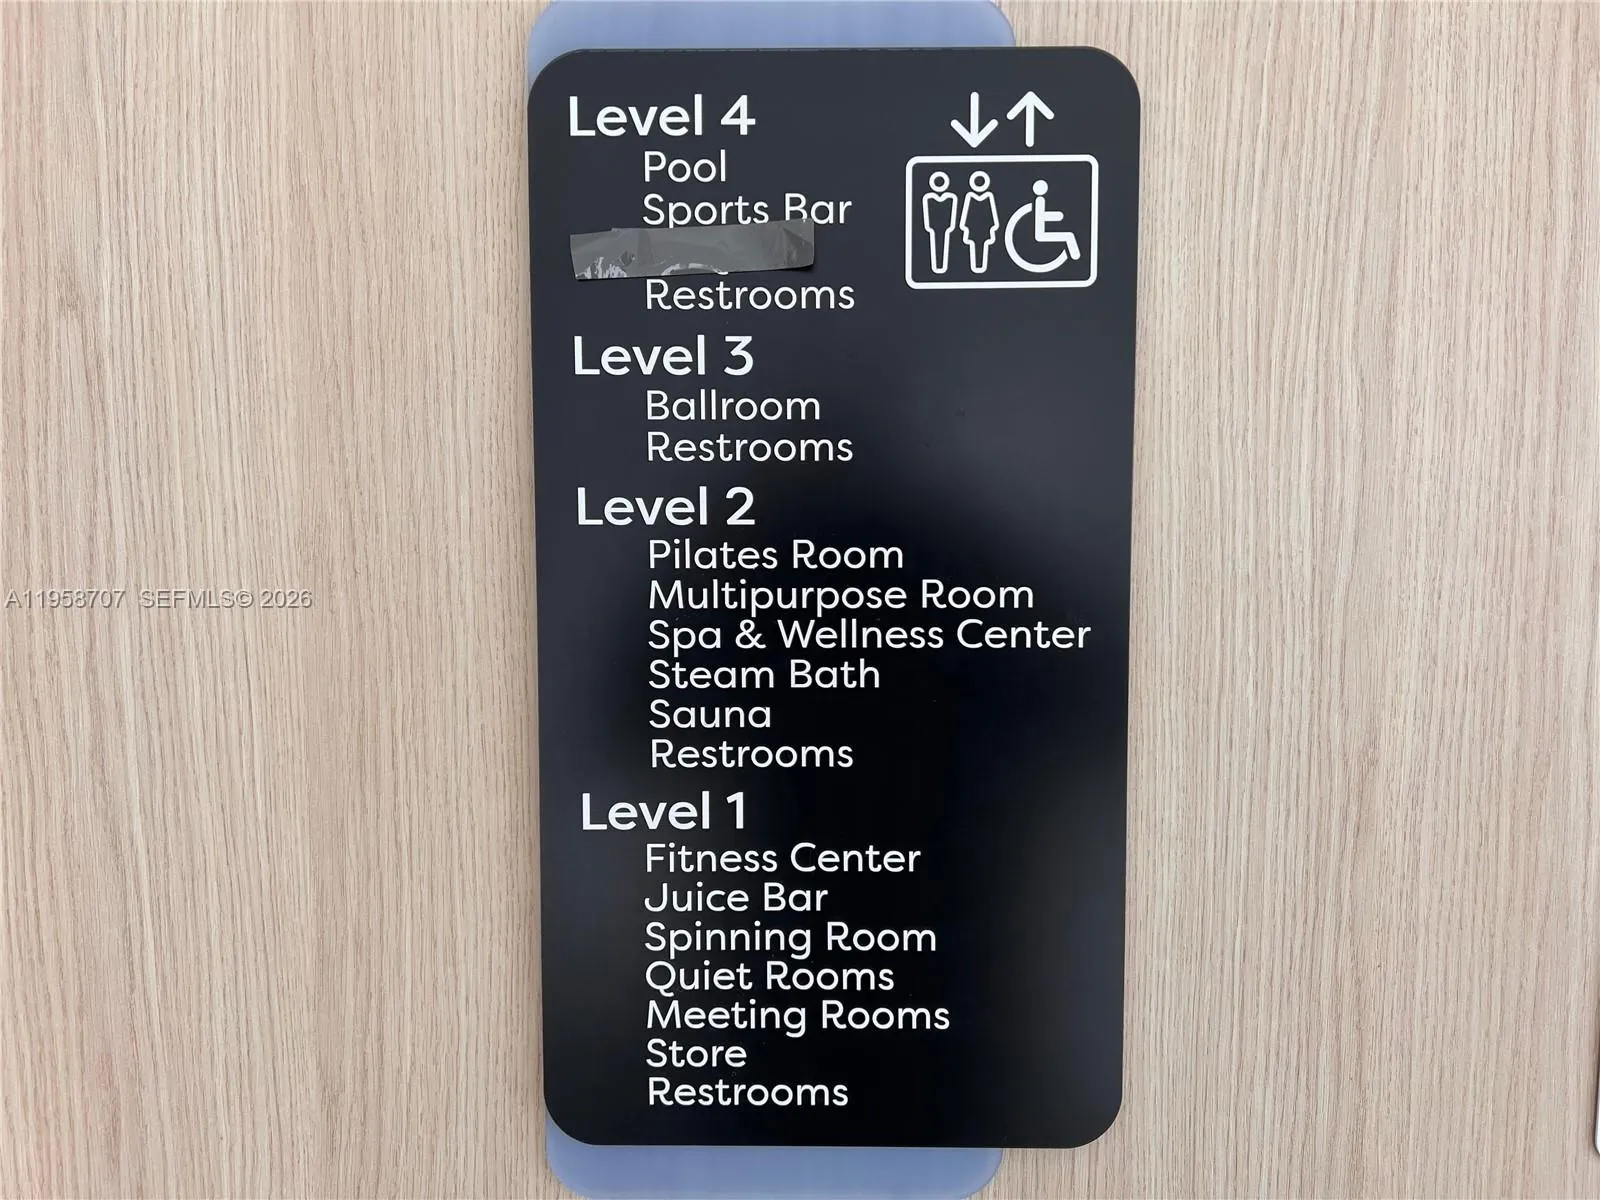 Level 4
Pool
Sports Bar
Restrooms
Level 3
Ballroom
Restrooms
Level 2
Pilates Room
Multipurpose Room
Spa & Wellness Center
Steam Bath
Sauna
Restrooms
Level 1
Fitness Center
Juice Bar
Spinning Room
Quiet Rooms
Meeting Rooms
Store
Restrooms
A11958707 SEFMLS© 2026